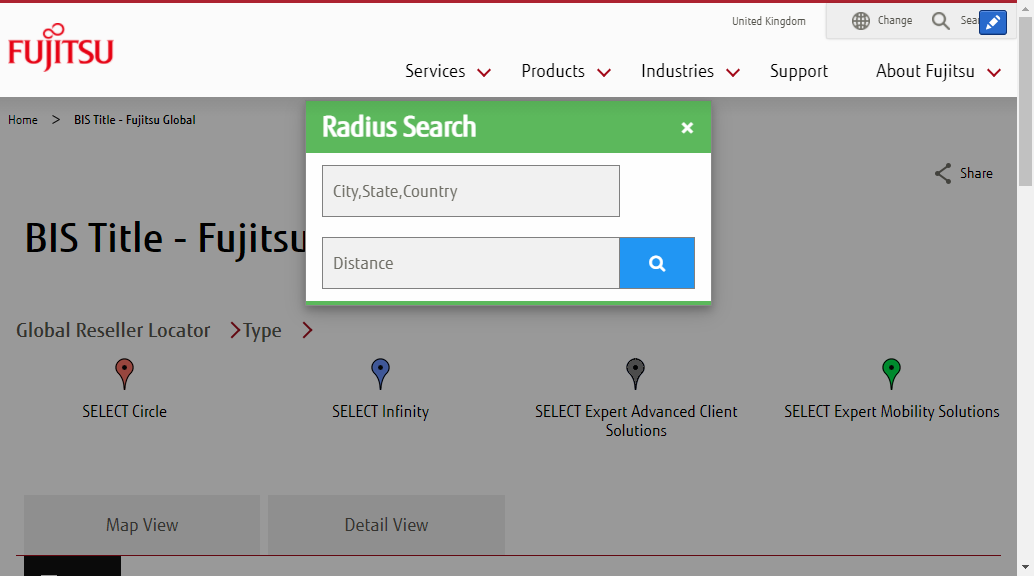 United Kingdom
Change
FUJITSU
Services
Products
Industries
Support
About Fujitsu
Home > BIS Title - Fujitsu Global
Radius Search
×
City,State,Country
Distance
Share
BIS Title - Fujitsu
Global Reseller Locator
Type
SELECT Circle
SELECT Infinity
SELECT Expert Advanced Client
Solutions
SELECT Expert Mobility Solutions
Map View
Detail View